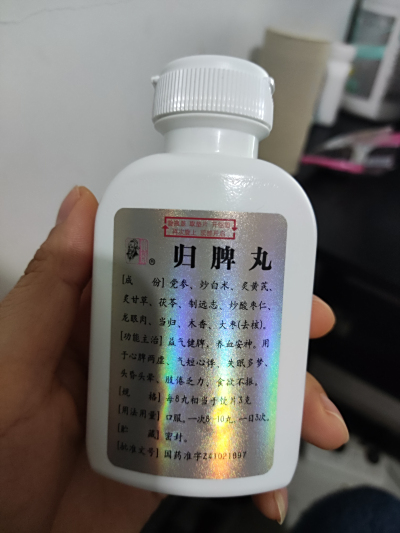 归脾丸
[成　份] 党参、炒白术、炙黄芪、
炙甘草、茯苓、制远志、炒酸枣仁、
龙眼肉、当归、木香、大枣(去核)。
[功能主治] 益气健脾,养血安神。用
于心脾两虚、气短心悸、失眠多梦、
头昏头晕、肢倦乏力、食欲不振。
[规　格] 每8丸相当于饮片3克
[用法用量] 口服。一次8~10丸,一日3次。
[贮　藏] 密封。
[批准文号] 国药准字Z41021897